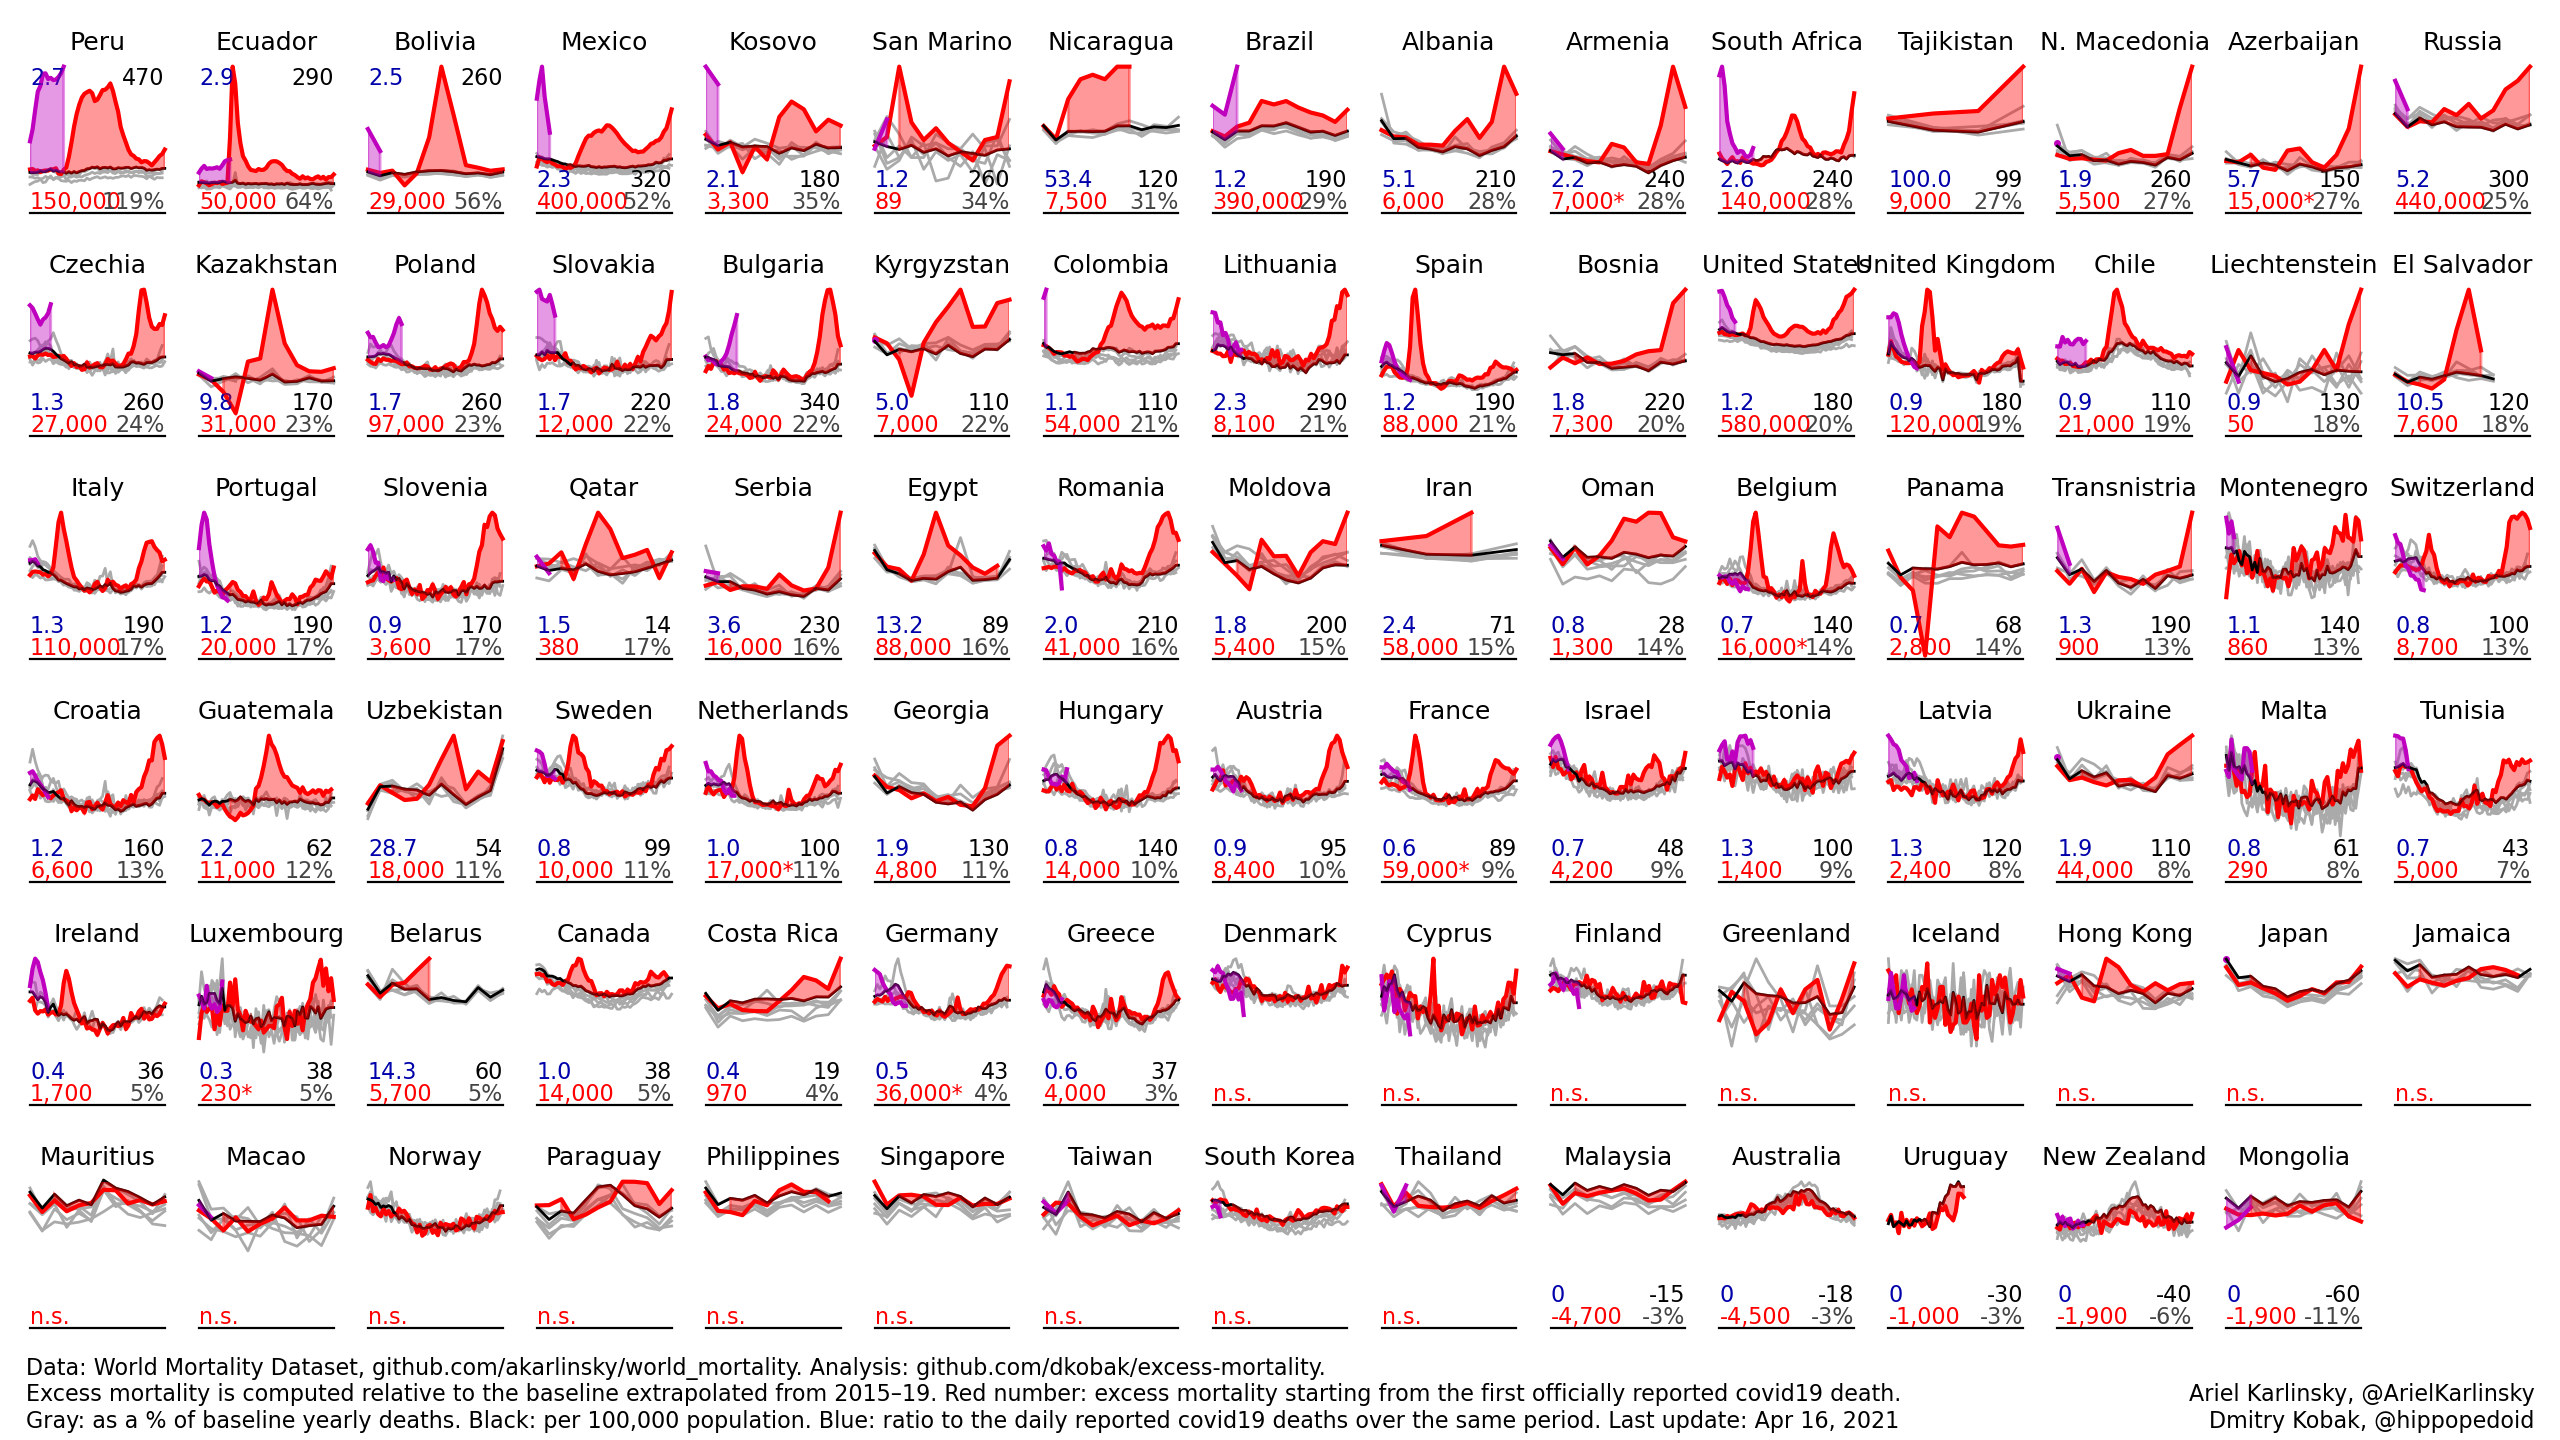 Peru Ecuador Bolivia Mexico Kosovo San Marino Nicaragua Brazil Albania Armenia South Africa Tajikistan N. Macedonia Azerbaijan Russia
2.7 470 2.9 290 2.5 260
2.3 320 2.1 180 1.2 260 53.4 120 1.2 190 5.1 210 2.2 240 2.6 240 100.0 99 1.9 260 5.7 150 5.2 300
150,000 119% 50,000 64% 29,000 56% 400,000 52% 3,300 35% 89 34% 7,500 31% 390,000 29% 6,000 28% 7,000* 28% 140,000 28% 9,000 27% 5,500 27% 15,000* 27% 440,000 25%
Czechia Kazakhstan Poland Slovakia Bulgaria Kyrgyzstan Colombia Lithuania Spain Bosnia United States United Kingdom Chile Liechtenstein El Salvador
1.3 260 9.8 170 1.7 260 1.7 220 1.8 340 5.0 110 1.1 110 2.3 290 1.2 190 1.8 220 1.2 180 0.9 180 0.9 110 0.9 130 10.5 120
27,000 24% 31,000 23% 97,000 23% 12,000 22% 24,000 22% 7,000 22% 54,000 21% 8,100 21% 88,000 21% 7,300 20% 580,000 20% 120,000 19% 21,000 19% 50 18% 7,600 18%
Italy Portugal Slovenia Qatar Serbia Egypt Romania Moldova Iran Oman Belgium Panama Transnistria Montenegro Switzerland
1.3 190 1.2 190 0.9 170 1.5 14 3.6 230 13.2 89 2.0 210 1.8 200 2.4 71 0.8 28 0.7 140 0.7 68 1.3 190 1.1 140 0.8 100
110,000 17% 20,000 17% 3,600 17% 380 17% 16,000 16% 88,000 16% 41,000 16% 5,400 15% 58,000 15% 1,300 14% 16,000* 14% 2,800 14% 900 13% 860 13% 8,700 13%
Croatia Guatemala Uzbekistan Sweden Netherlands Georgia Hungary Austria France Israel Estonia Latvia Ukraine Malta Tunisia
1.2 160 2.2 62 28.7 54 0.8 99 1.0 100 1.9 130 0.8 140 0.9 95 0.6 89 0.7 48 1.3 100 1.3 120 1.9 110 0.8 61 0.7 43
6,600 13% 11,000 12% 18,000 11% 10,000 11% 17,000* 11% 4,800 11% 14,000 10% 8,400 10% 59,000* 9% 4,200 9% 1,400 9% 2,400 8% 44,000 8% 290 8% 5,000 7%
Ireland Luxembourg Belarus Canada Costa Rica Germany Greece Denmark Cyprus Finland Greenland Iceland Hong Kong Japan Jamaica
0.4 36 0.3 38 14.3 60 1.0 38 0.4 19 0.5 43 0.6 37
1,700 5% 230* 5% 5,700 5% 14,000 5% 970 4% 36,000* 4% 4,000 3% n.s. n.s. n.s. n.s. n.s. n.s. n.s. n.s.
Mauritius Macao Norway Paraguay Philippines Singapore Taiwan South Korea Thailand Malaysia Australia Uruguay New Zealand Mongolia
0 -15 0 -18 0 -30 0 -40 0 -60
n.s. n.s. n.s. n.s. n.s. n.s. n.s. n.s. n.s. -4,700 -3% -4,500 -3% -1,000 -3% -1,900 -6% -1,900 -11%
Data: World Mortality Dataset, github.com/akarlinsky/world_mortality. Analysis: github.com/dkobak/excess-mortality.
Excess mortality is computed relative to the baseline extrapolated from 2015–19. Red number: excess mortality starting from the first officially reported covid19 death.
Gray: as a % of baseline yearly deaths. Black: per 100,000 population. Blue: ratio to the daily reported covid19 deaths over the same period. Last update: Apr 16, 2021
Ariel Karlinsky, @ArielKarlinsky
Dmitry Kobak, @hippopedoid